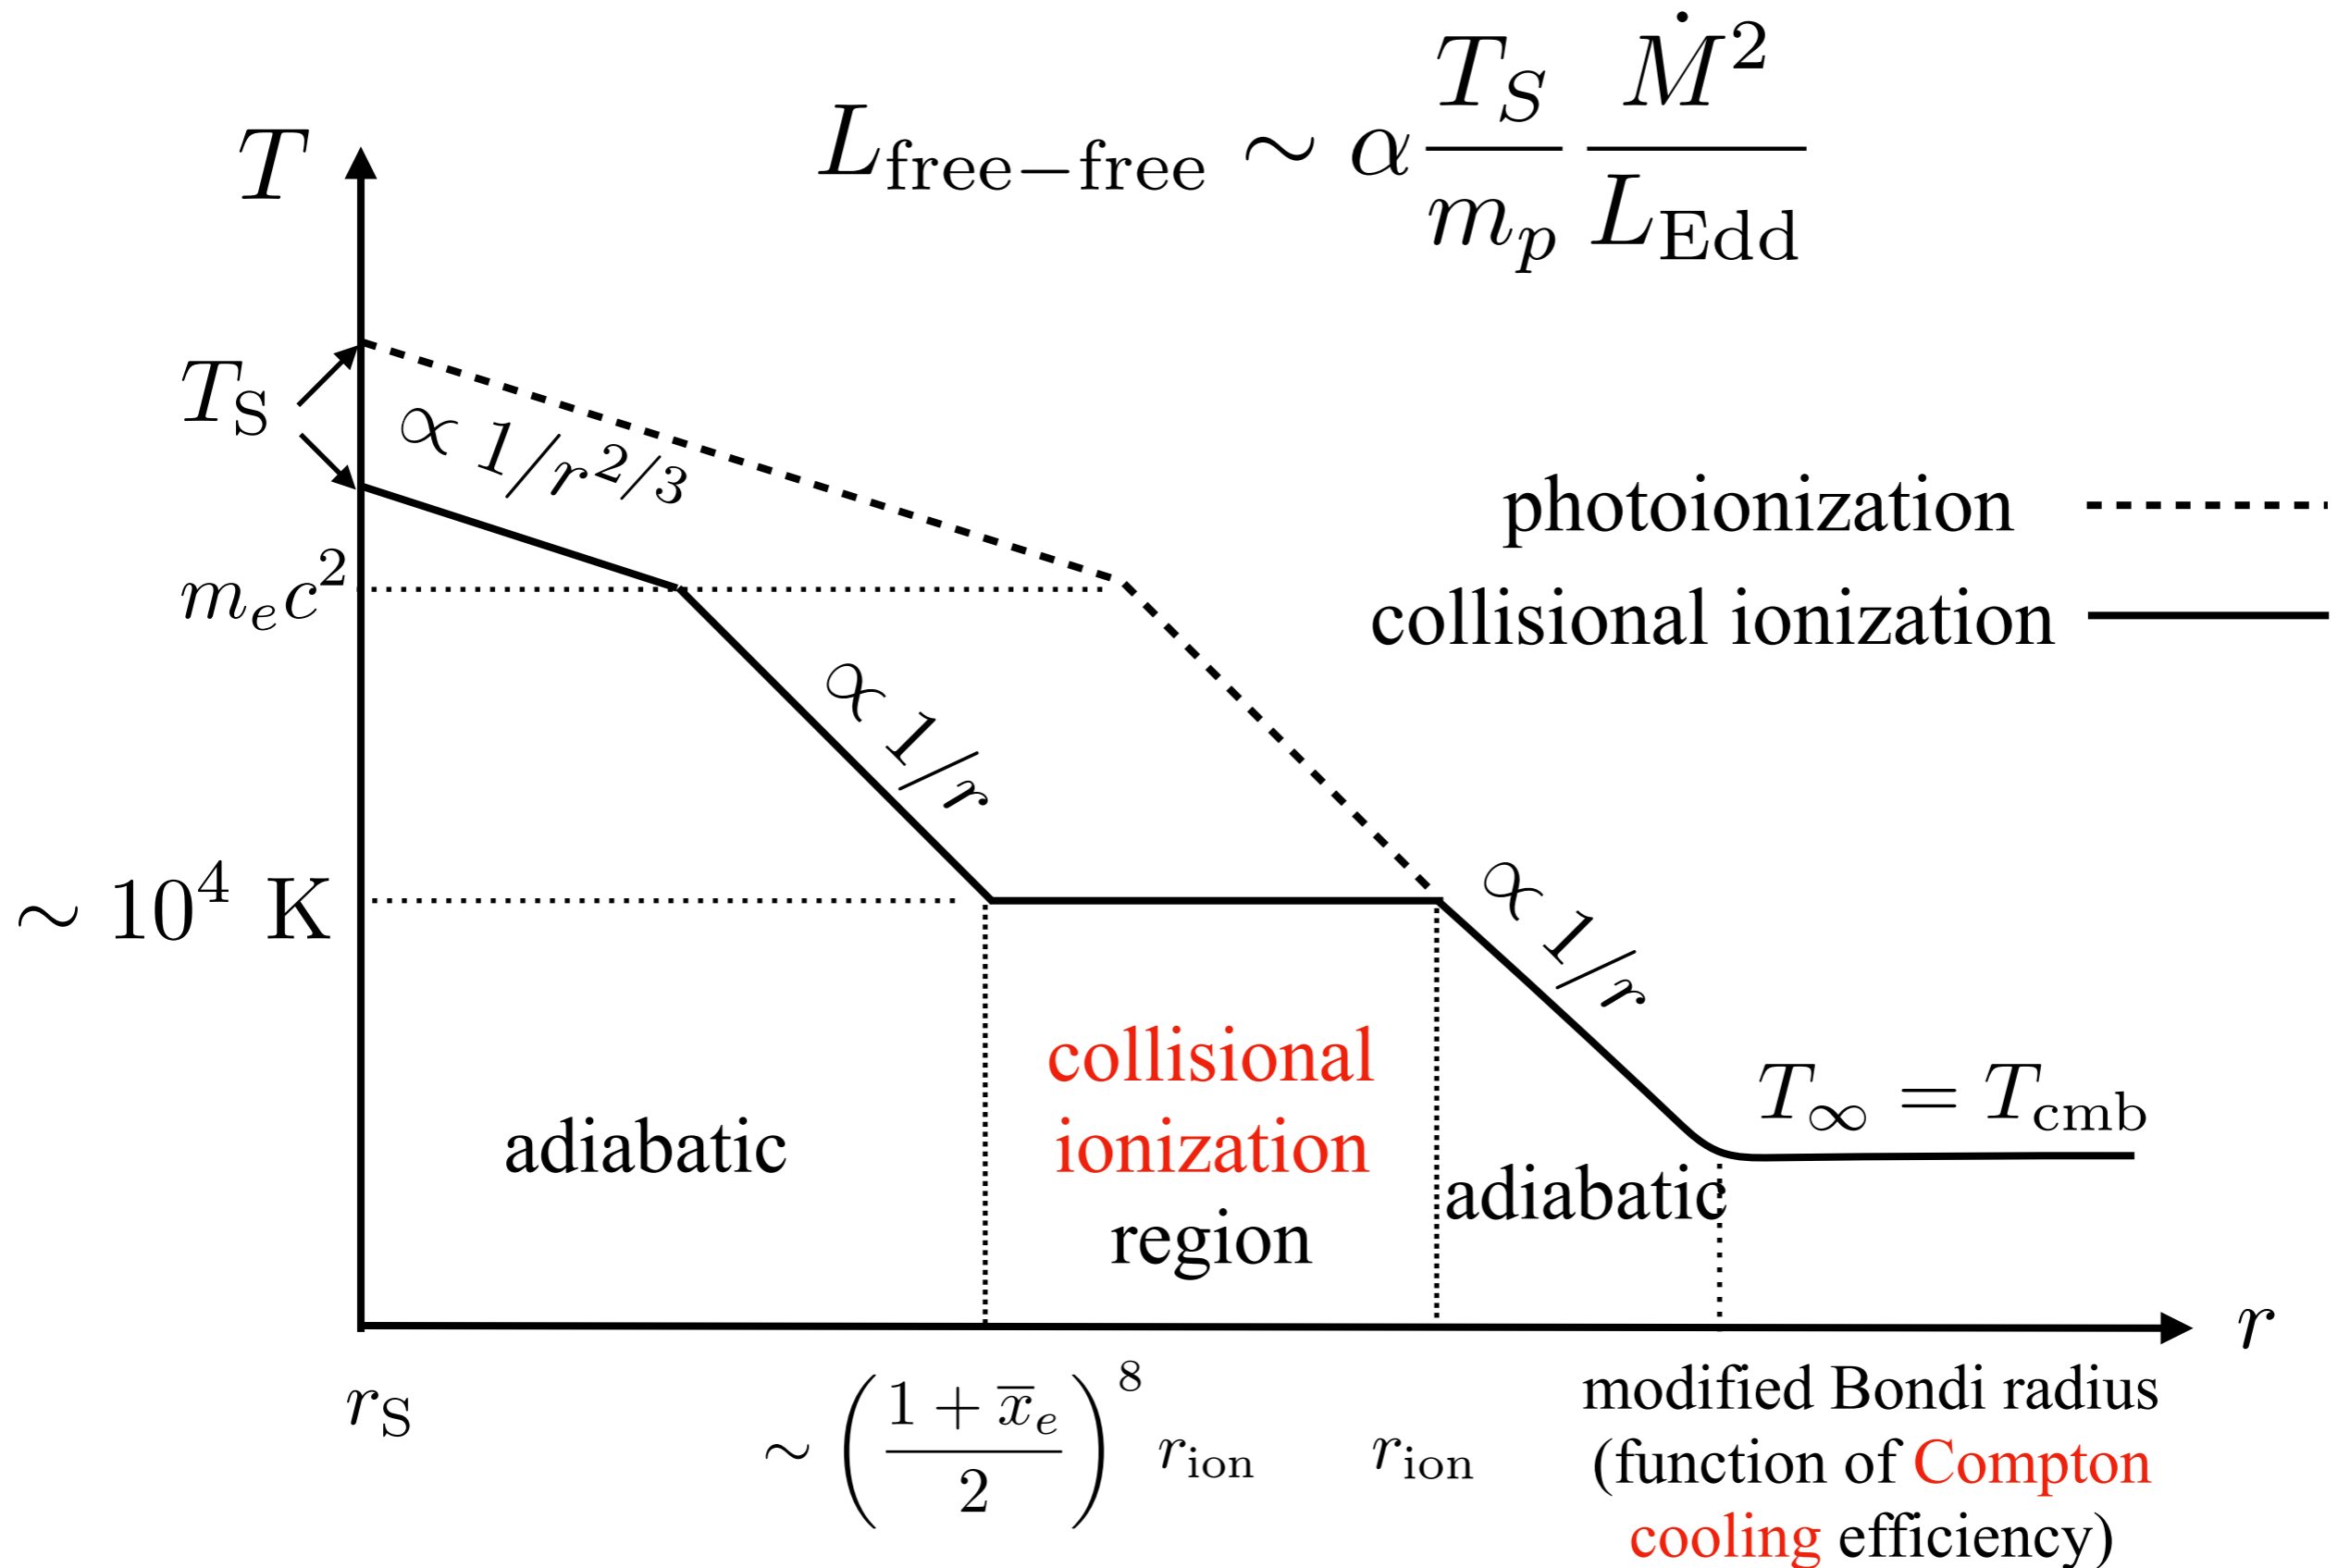 L_free−free ∼ α T_S/m_p Ṁ²/L_Edd
T
T_S
∝ 1/r^{2/3}
photoionization
m_e c²
collisional ionization
∝ 1/r
∼ 10⁴ K
∝ 1/r
collisional
ionization
region
adiabatic
T_∞ = T_cmb
adiabatic
r
r_S
∼ ((1 + x̅_e)/2)⁸ r_ion
r_ion
modified Bondi radius
(function of Compton
cooling efficiency)